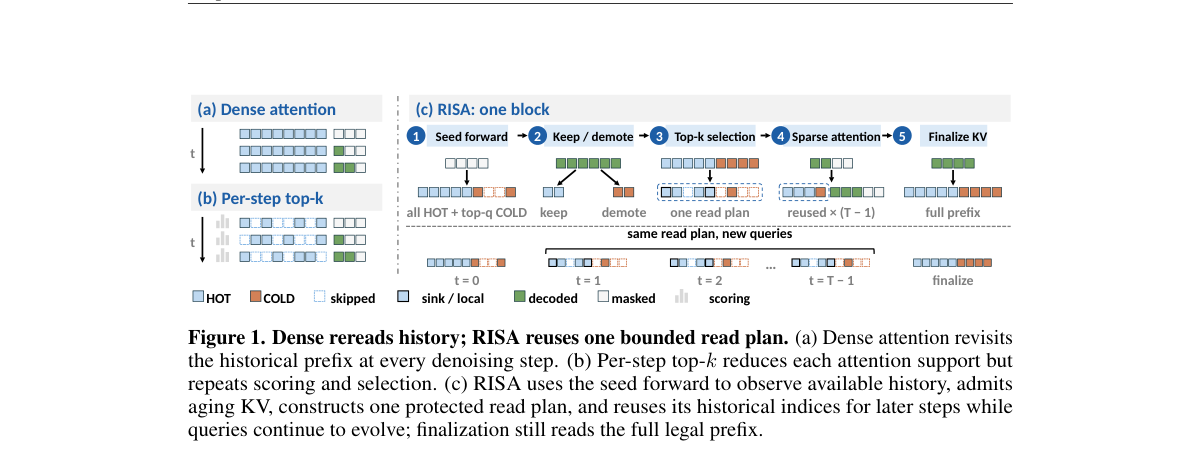 (a) Dense attention
t
(b) Per-step top-k
t
(c) RISA: one block
1 Seed forward 2 Keep / demote 3 Top-k selection 4 Sparse attention 5 Finalize KV
all HOT + top-q COLD keep demote one read plan reused × (T − 1) full prefix
same read plan, new queries
...
t = 0 t = 1 t = 2 t = T − 1 finalize
HOT COLD skipped sink / local decoded masked scoring
Figure 1. Dense rereads history; RISA reuses one bounded read plan. (a) Dense attention revisits
the historical prefix at every denoising step. (b) Per-step top-k reduces each attention support but
repeats scoring and selection. (c) RISA uses the seed forward to observe available history, admits
aging KV, constructs one protected read plan, and reuses its historical indices for later steps while
queries continue to evolve; finalization still reads the full legal prefix.